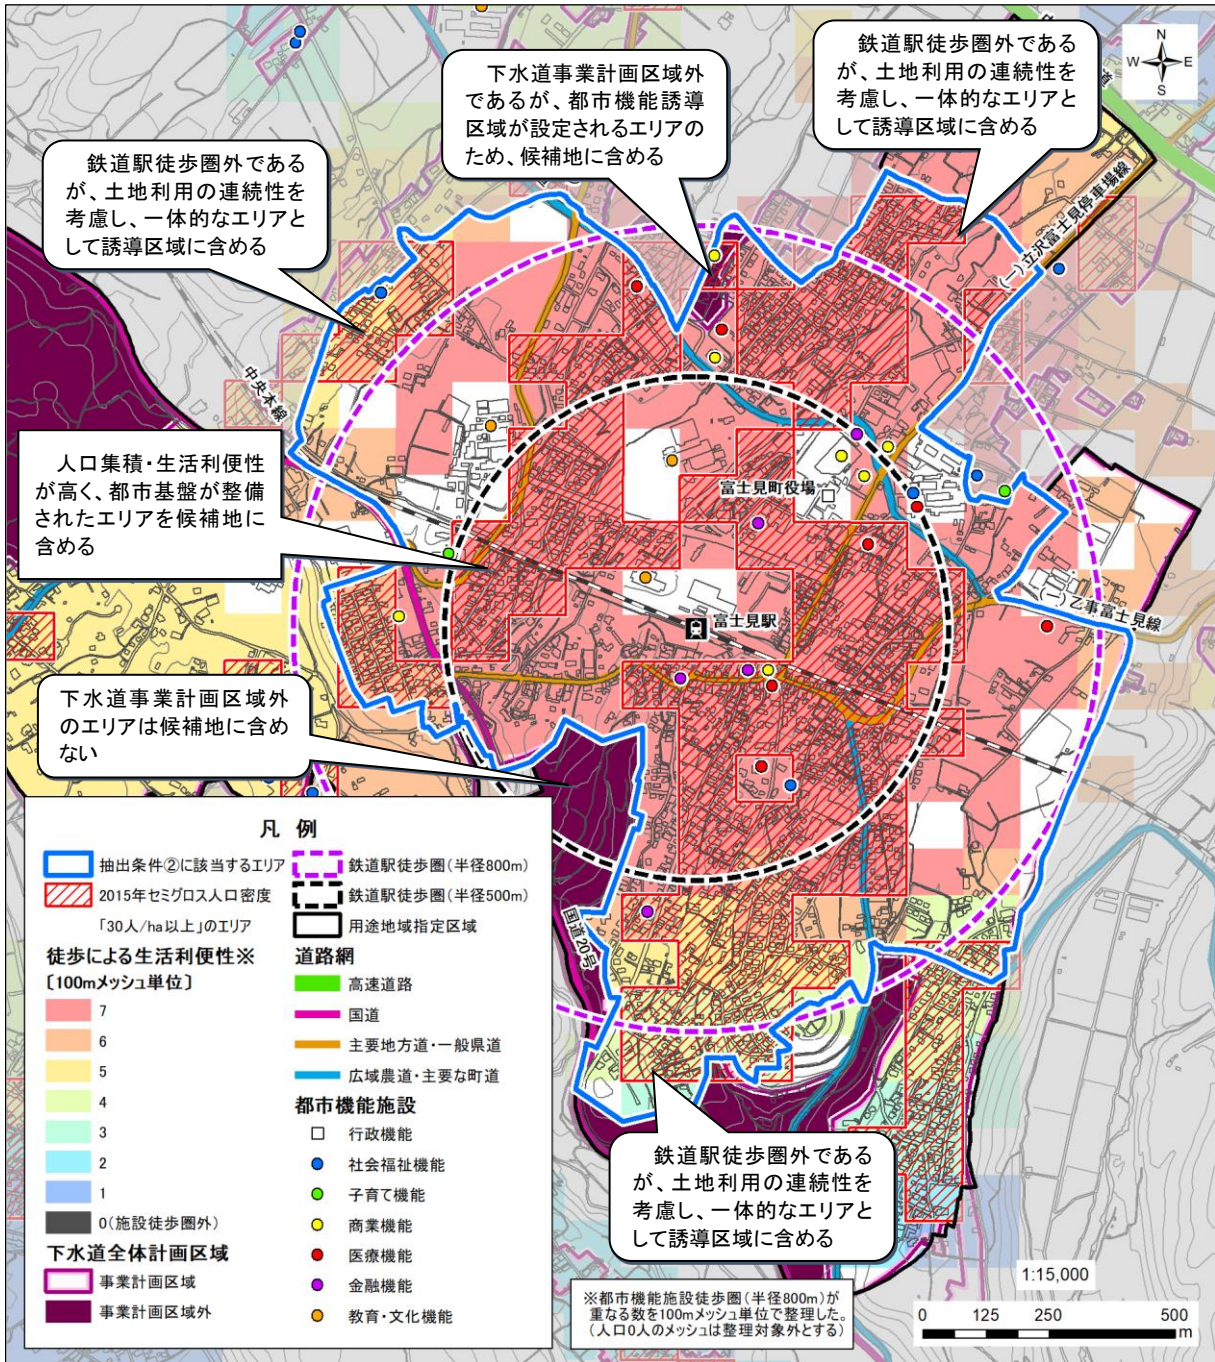 鉄道駅徒歩圏外である
が、土地利用の連続性を
考慮し、一体的なエリアと
して誘導区域に含める
下水道事業計画区域外
であるが、都市機能誘導
区域が設定されるエリアの
ため、候補地に含める
鉄道駅徒歩圏外である
が、土地利用の連続性を
考慮し、一体的なエリアと
して誘導区域に含める
N
W E
S
(一)立沢富士見停車場線
中央本線
人口集積・生活利便性
が高く、都市基盤が整備
されたエリアを候補地に
含める
富士見町役場
富士見駅
(一)乙事富士見線
下水道事業計画区域外
のエリアは候補地に含め
ない
国道20号
鉄道駅徒歩圏外である
が、土地利用の連続性を
考慮し、一体的なエリアと
して誘導区域に含める
凡 例
抽出条件②に該当するエリア
2015年セミグロス人口密度
「30人/ha以上」のエリア
徒歩による生活利便性※
〔100mメッシュ単位〕
7
6
5
4
3
2
1
0(施設徒歩圏外)
下水道全体計画区域
事業計画区域
事業計画区域外
鉄道駅徒歩圏(半径800m)
鉄道駅徒歩圏(半径500m)
用途地域指定区域
道路網
高速道路
国道
主要地方道・一般県道
広域農道・主要な町道
都市機能施設
行政機能
社会福祉機能
子育て機能
商業機能
医療機能
金融機能
教育・文化機能
※都市機能施設徒歩圏(半径800m)が
重なる数を100mメッシュ単位で整理した。
(人口0人のメッシュは整理対象外とする)
1:15,000
0 125 250 500
m